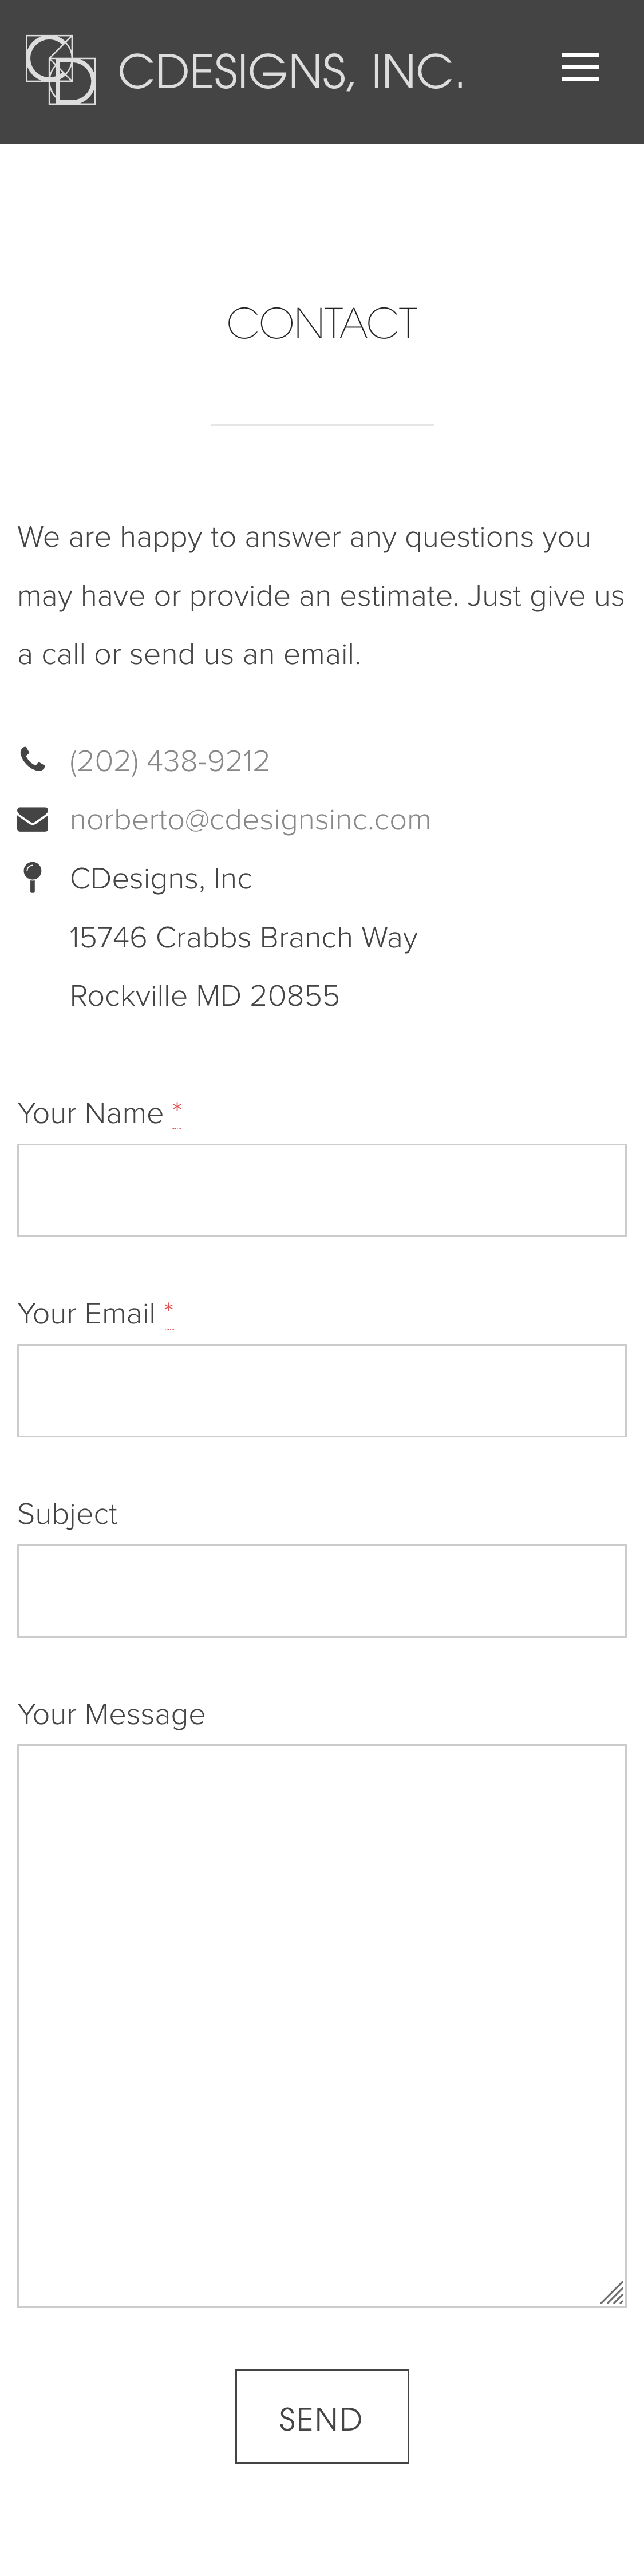 CD CDESIGNS, INC.
CONTACT
We are happy to answer any questions you
may have or provide an estimate. Just give us
a call or send us an email.
(202) 438-9212
norberto@cdesignsinc.com
CDesigns, Inc
15746 Crabbs Branch Way
Rockville MD 20855
Your Name *
Your Email *
Subject
Your Message
SEND